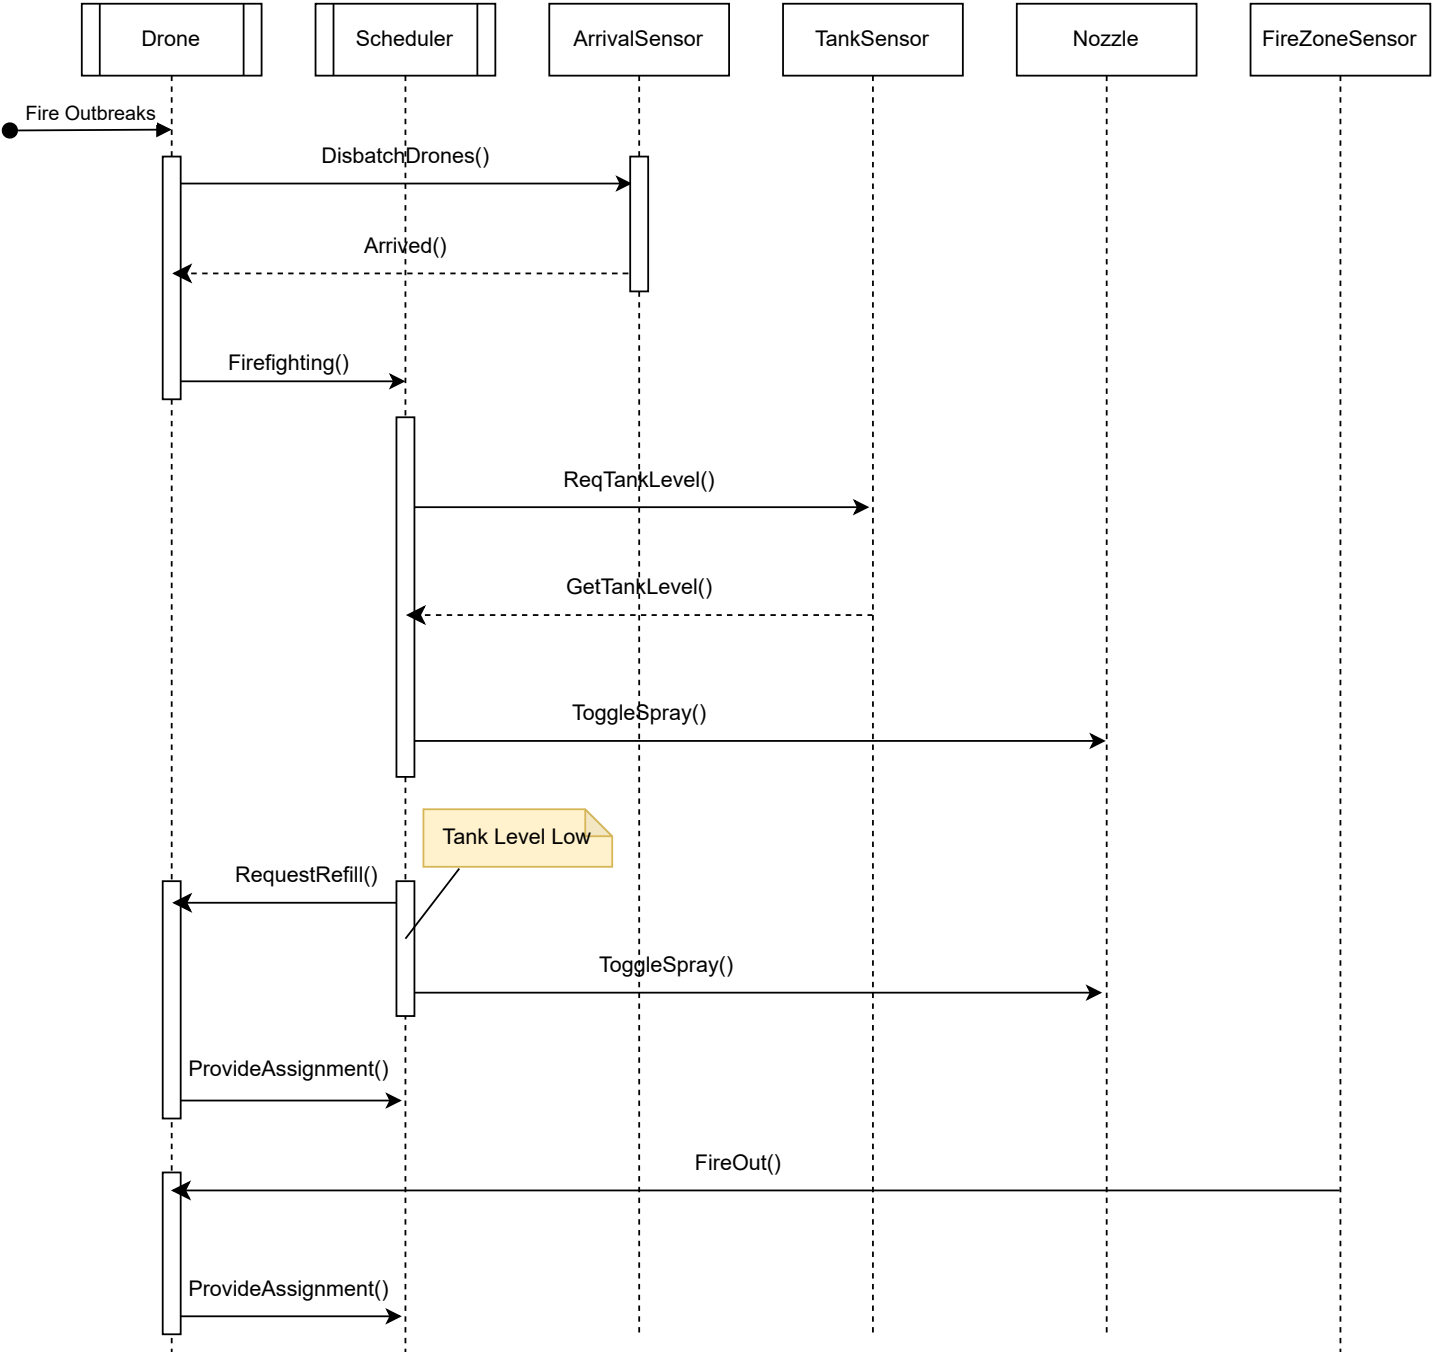 Drone
Scheduler
ArrivalSensor
TankSensor
Nozzle
FireZoneSensor
Fire Outbreaks
DisbatchDrones()
Arrived()
Firefighting()
ReqTankLevel()
GetTankLevel()
ToggleSpray()
Tank Level Low
RequestRefill()
ToggleSpray()
ProvideAssignment()
FireOut()
ProvideAssignment()